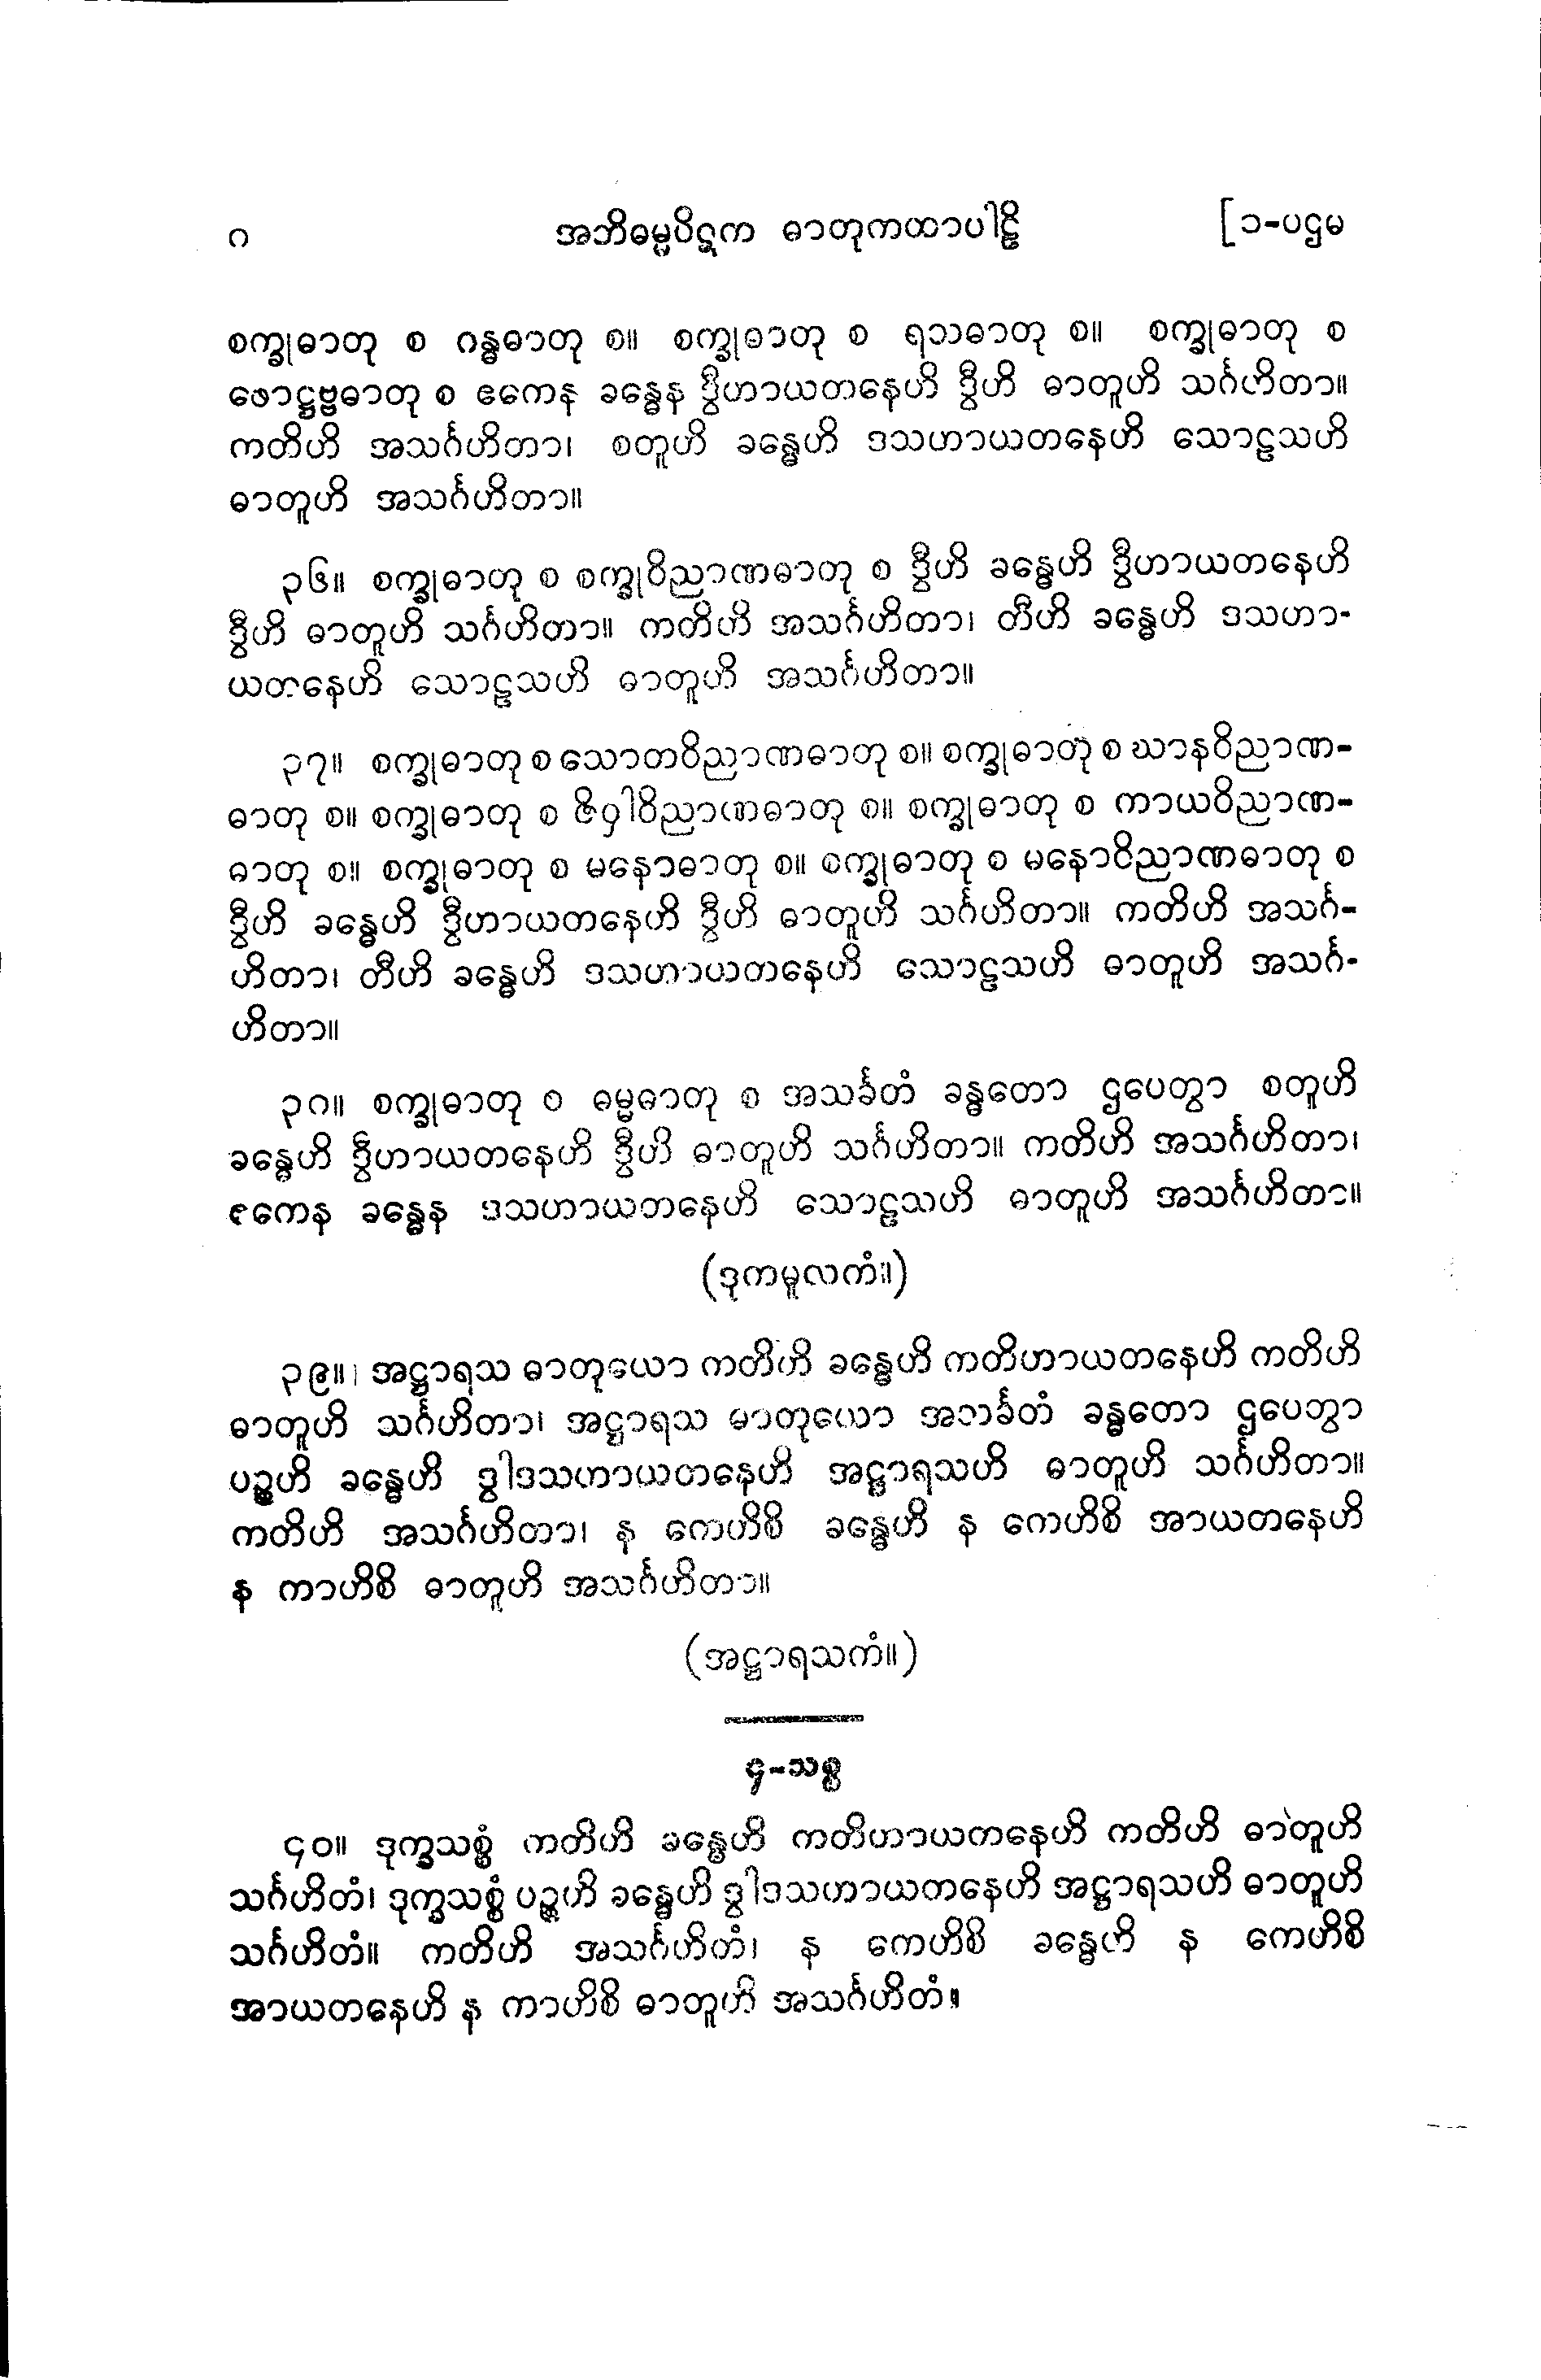 ၈ အဘိဓမ္မပိဋက ဓာတုကထာပါဠိ [၁-ပဌမ
စက္ခုဓာတု စ ဂန္ဓဓာတု စ။ စက္ခုဓာတု စ ရသဓာတု စ။ စက္ခုဓာတု စ
ဖောဋ္ဌဗ္ဗဓာတု စ ဧကေန ခန္ဓေန ဒွီဟာယတနေဟိ ဒွီဟိ ဓာတူဟိ သင်္ဂဟိတာ။
ကတိဟိ အသင်္ဂဟိတာ၊ စတူဟိ ခန္ဓေဟိ ဒသဟာယတနေဟိ သောဠသဟိ
ဓာတူဟိ အသင်္ဂဟိတာ။
၃၆။ စက္ခုဓာတု စ စက္ခုဝိညာဏဓာတု စ ဒွီဟိ ခန္ဓေဟိ ဒွီဟာယတနေဟိ
ဒွီဟိ ဓာတူဟိ သင်္ဂဟိတာ။ ကတိဟိ အသင်္ဂဟိတာ၊ တီဟိ ခန္ဓေဟိ ဒသဟာ-
ယတနေဟိ သောဠသဟိ ဓာတူဟိ အသင်္ဂဟိတာ။
၃၇။ စက္ခုဓာတု စ သောတဝိညာဏဓာတု စ။ စက္ခုဓာတု စ ဃာနဝိညာဏ-
ဓာတု စ။ စက္ခုဓာတု စ ဇိဝှါဝိညာဏဓာတု စ။ စက္ခုဓာတု စ ကာယဝိညာဏ-
ဓာတု စ။ စက္ခုဓာတု စ မနောဓာတု စ။ စက္ခုဓာတု စ မနောဝိညာဏဓာတု စ
ဒွီဟိ ခန္ဓေဟိ ဒွီဟာယတနေဟိ ဒွီဟိ ဓာတူဟိ သင်္ဂဟိတာ။ ကတိဟိ အသင်္ဂ-
ဟိတာ၊ တီဟိ ခန္ဓေဟိ ဒသဟာယတနေဟိ သောဠသဟိ ဓာတူဟိ အသင်္ဂ-
ဟိတာ။
၃၈။ စက္ခုဓာတု စ ဓမ္မဓာတု စ အသင်္ခတံ ခန္ဓတော ဌပေတွာ စတူဟိ
ခန္ဓေဟိ ဒွီဟာယတနေဟိ ဒွီဟိ ဓာတူဟိ သင်္ဂဟိတာ။ ကတိဟိ အသင်္ဂဟိတာ၊
ဧကေန ခန္ဓေန ဒသဟာယတနေဟိ သောဠသဟိ ဓာတူဟိ အသင်္ဂဟိတာ။
(ဒုကမူလကံ။)
၃၉။ အဋ္ဌာရသ ဓာတုယော ကတိဟိ ခန္ဓေဟိ ကတိဟာယတနေဟိ ကတိဟိ
ဓာတူဟိ သင်္ဂဟိတာ၊ အဋ္ဌာရသ ဓာတုယော အသင်္ခတံ ခန္ဓတော ဌပေတွာ
ပဉ္စဟိ ခန္ဓေဟိ ဒွါဒသဟာယတနေဟိ အဋ္ဌာရသဟိ ဓာတူဟိ သင်္ဂဟိတာ။
ကတိဟိ အသင်္ဂဟိတာ၊ န ကေဟိစိ ခန္ဓေဟိ န ကေဟိစိ အာယတနေဟိ
န ကာဟိစိ ဓာတူဟိ အသင်္ဂဟိတာ။
(အဋ္ဌာရသကံ။)
၄-သစ္စ
၄၀။ ဒုက္ခသစ္စံ ကတိဟိ ခန္ဓေဟိ ကတိဟာယတနေဟိ ကတိဟိ ဓာတူဟိ
သင်္ဂဟိတံ၊ ဒုက္ခသစ္စံ ပဉ္စဟိ ခန္ဓေဟိ ဒွါဒသဟာယတနေဟိ အဋ္ဌာရသဟိ ဓာတူဟိ
သင်္ဂဟိတံ။ ကတိဟိ အသင်္ဂဟိတံ၊ န ကေဟိစိ ခန္ဓေဟိ န ကေဟိစိ
အာယတနေဟိ န ကာဟိစိ ဓာတူဟိ အသင်္ဂဟိတံ။